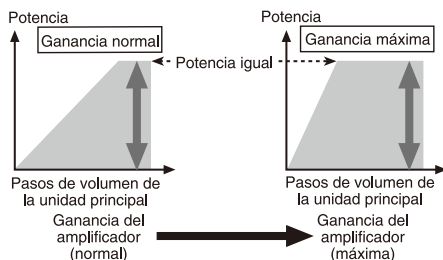 Potencia
Ganancia normal
Potencia
Ganancia máxima
Potencia igual
Pasos de volumen de
la unidad principal
Pasos de volumen de
la unidad principal
Ganancia del
amplificador
(normal)
Ganancia del
amplificador
(máxima)